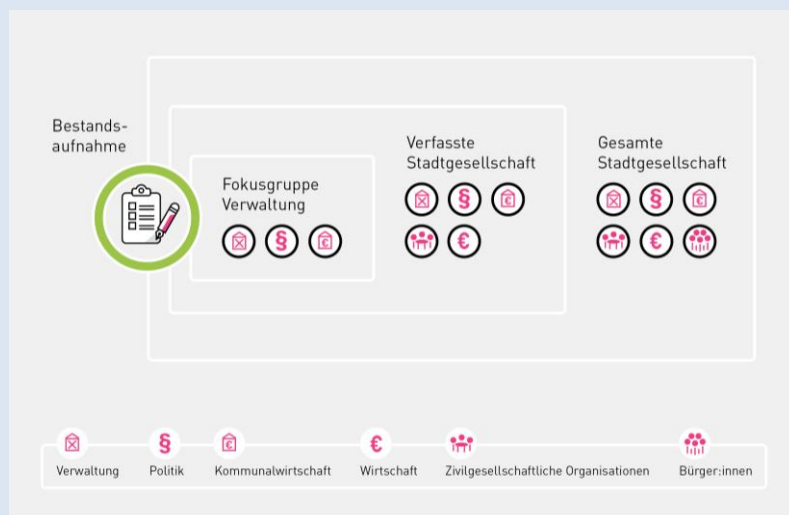 Bestands-
aufnahme
Fokusgruppe
Verwaltung
§
€
Verfasste
Stadtgesellschaft
§
€
€
Gesamte
Stadtgesellschaft
§
€
€
§
€
€
Verwaltung
Politik
Kommunalwirtschaft
Wirtschaft
Zivilgesellschaftliche Organisationen
Bürger:innen